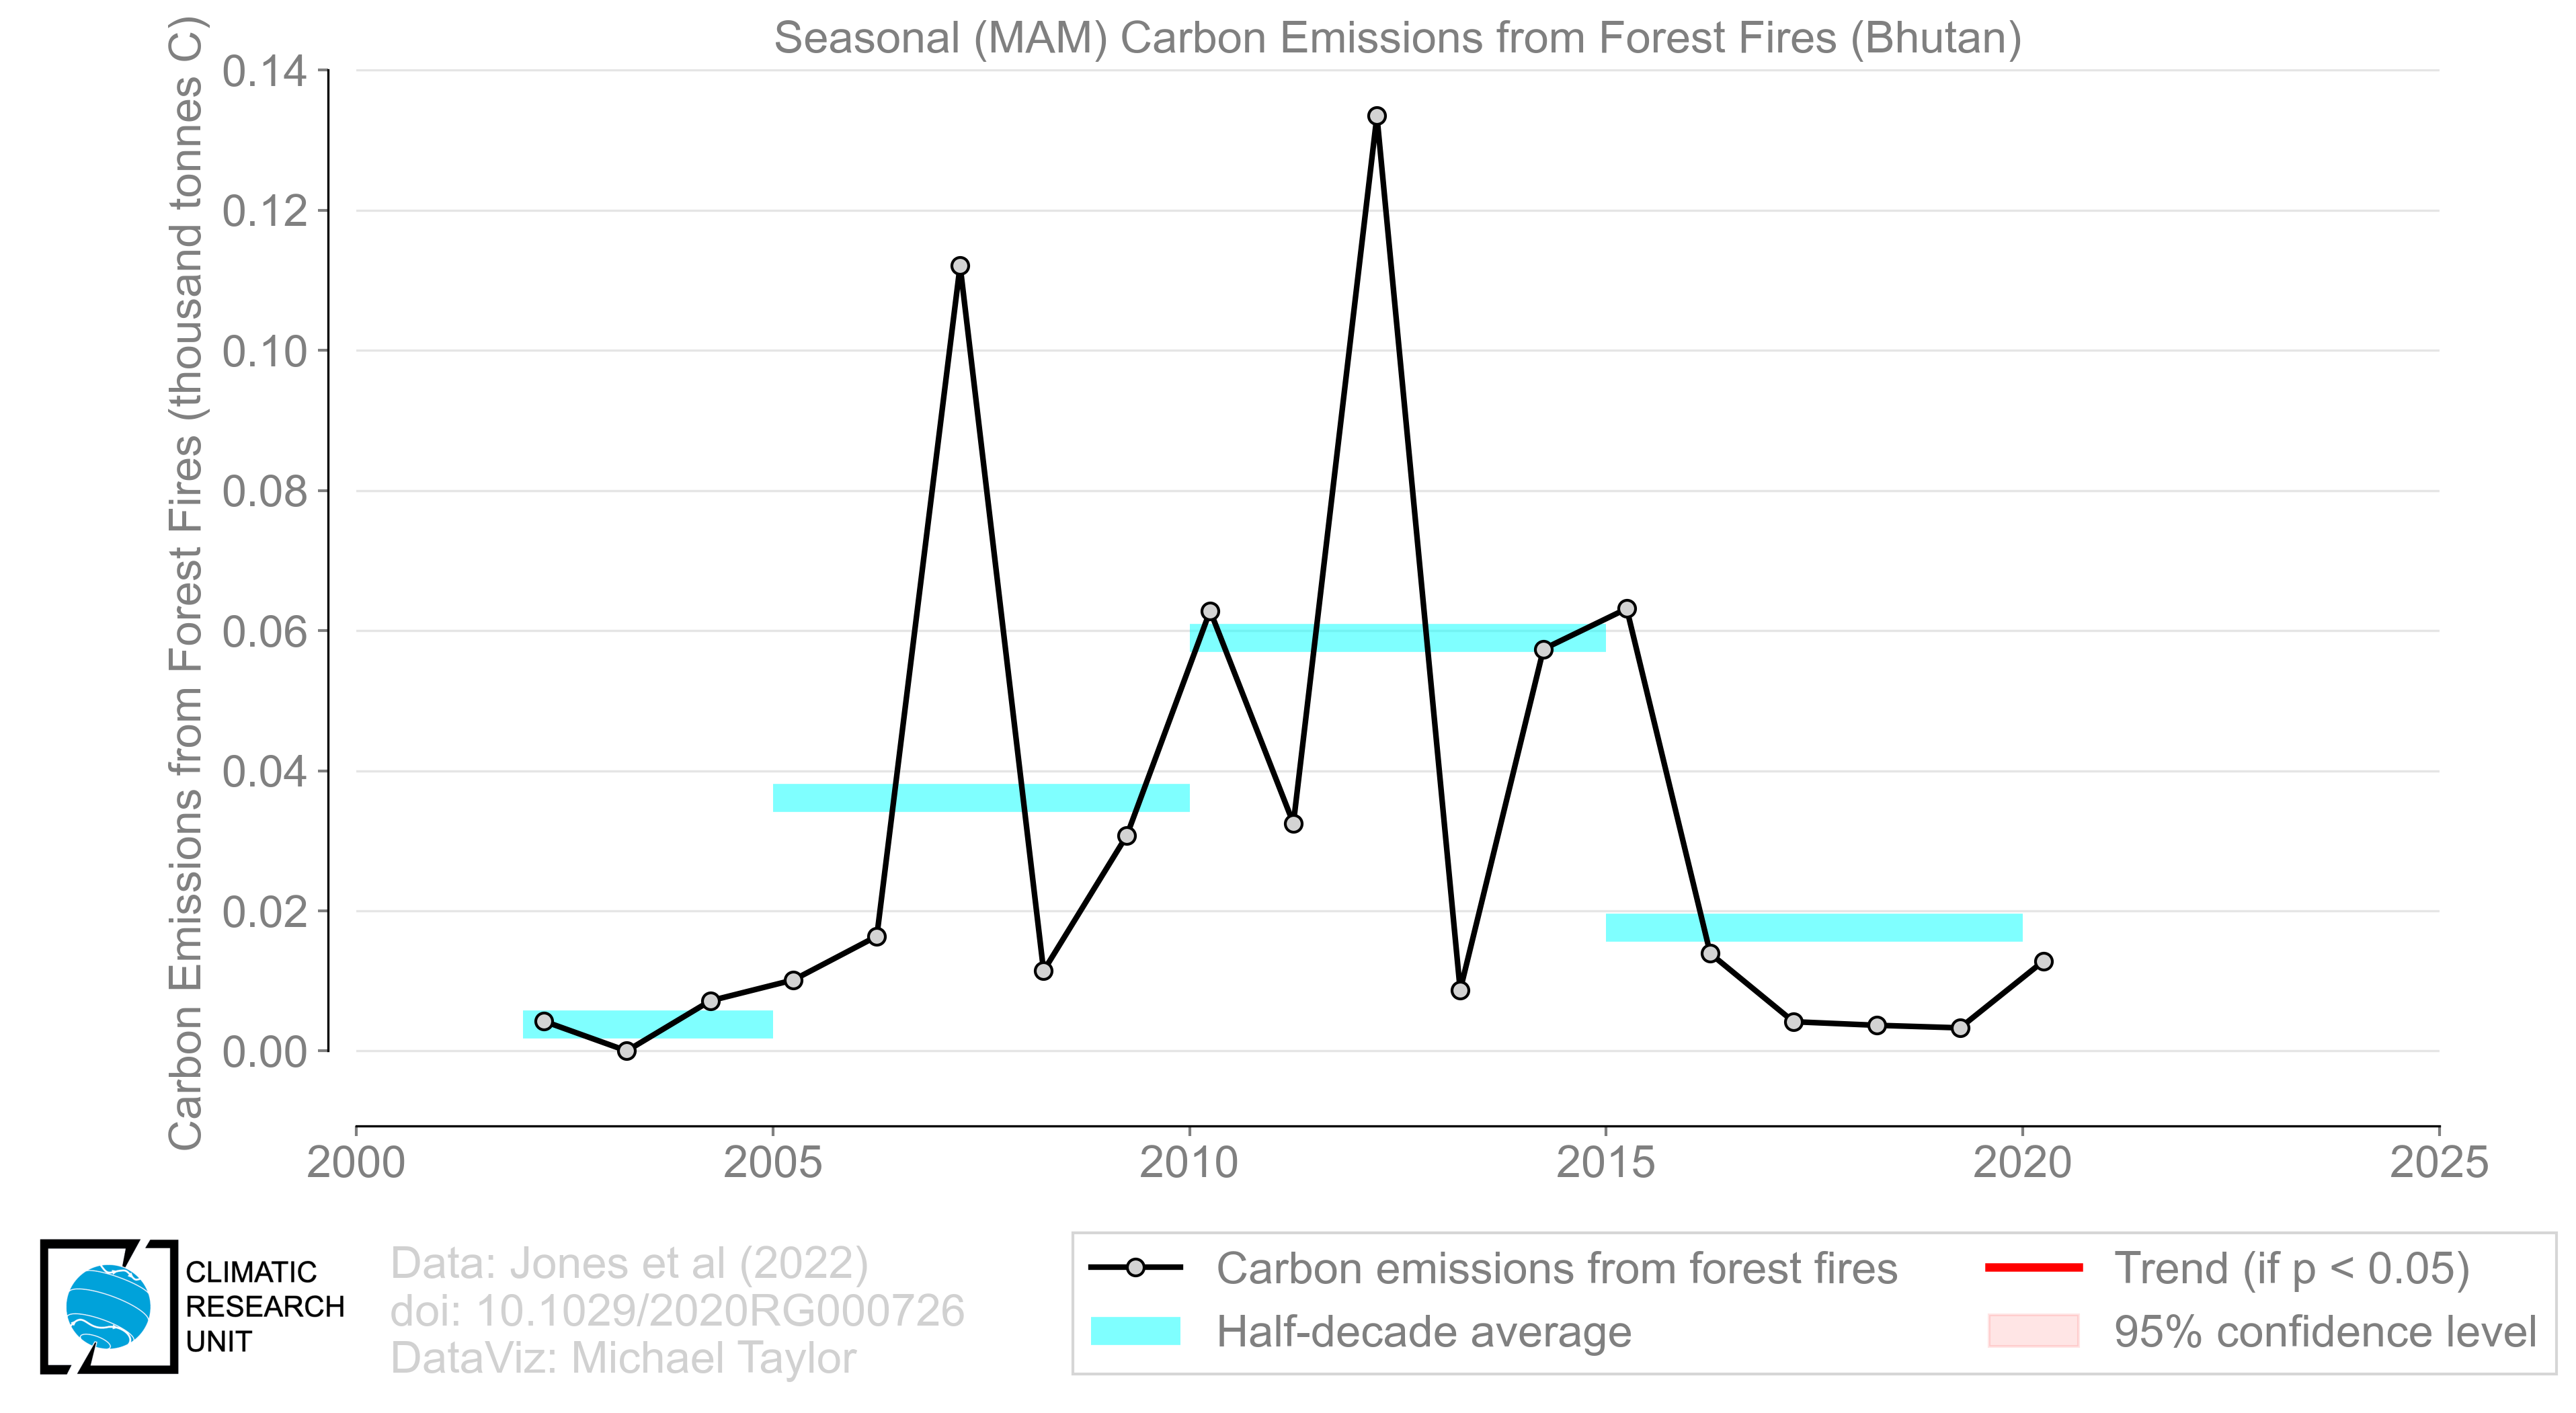 Seasonal (MAM) Carbon Emissions from Forest Fires (Bhutan)
Carbon Emissions from Forest Fires (thousand tonnes C)
0.14
0.12
0.10
0.08
0.06
0.04
0.02
0.00
2000 2005 2010 2015 2020 2025
CLIMATIC
RESEARCH
UNIT
Data: Jones et al (2022)
doi: 10.1029/2020RG000726
DataViz: Michael Taylor
Carbon emissions from forest fires
Half-decade average
Trend (if p < 0.05)
95% confidence level